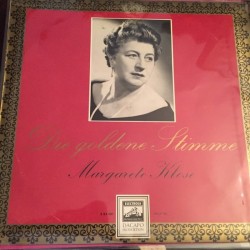 Die goldene Stimme
Margarete Klose
DACAPO